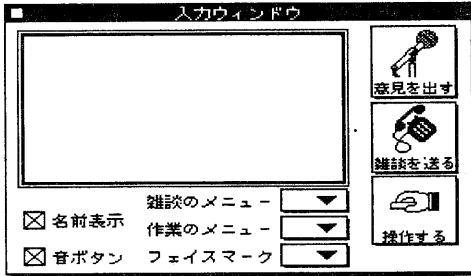 入力ウィンドウ
意見を出す
雑談を送る
操作する
名前表示
音ボタン
雑談のメニュー
作業のメニュー
フェイスマーク